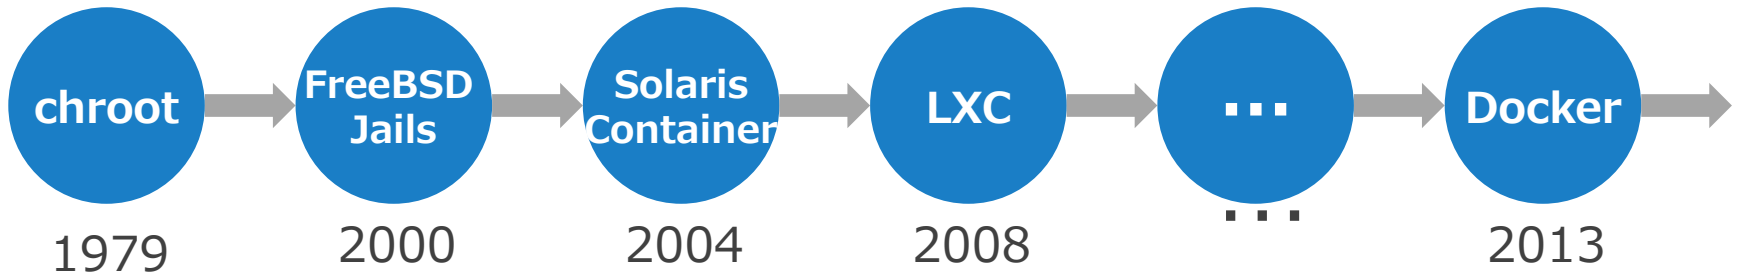 chroot
FreeBSD
Jails
Solaris
Container
LXC
...
Docker
1979
2000
2004
2008
...
2013